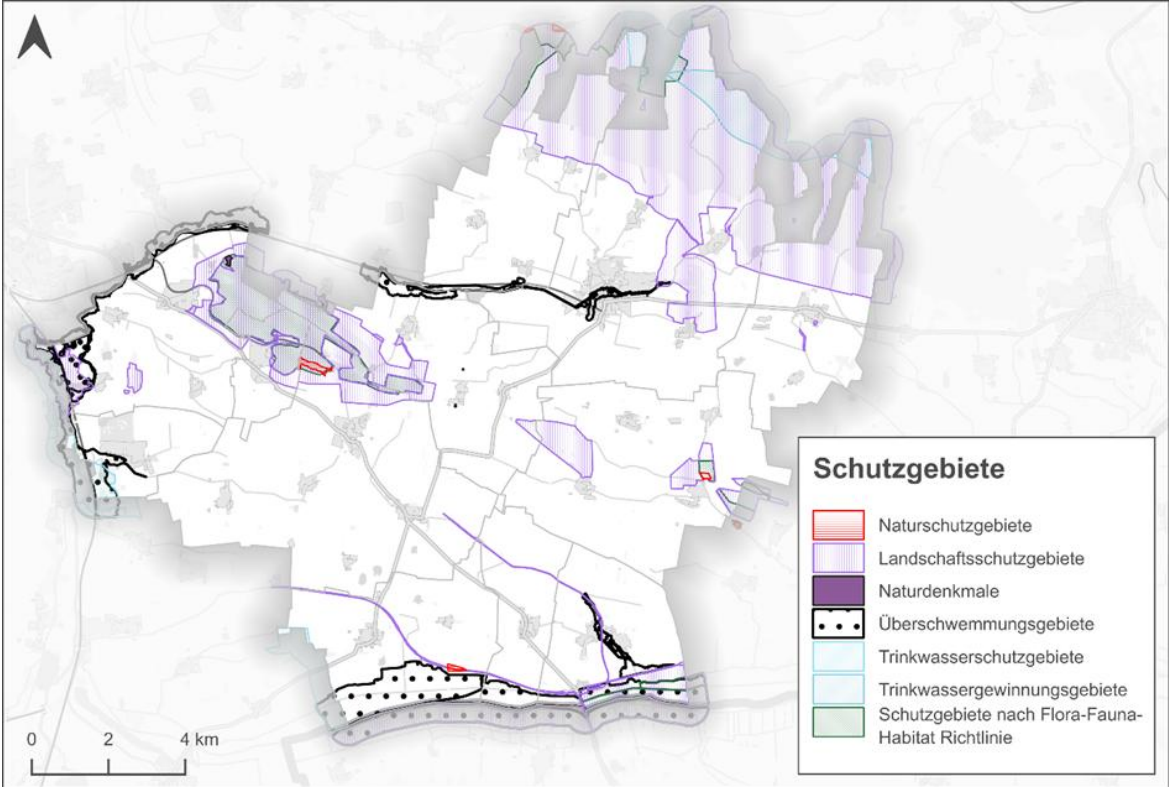 Schutzgebiete
Naturschutzgebiete
Landschaftsschutzgebiete
Naturdenkmale
Überschwemmungsgebiete
Trinkwasserschutzgebiete
Trinkwassergewinnungsgebiete
Schutzgebiete nach Flora-Fauna-
Habitat Richtlinie
0 2 4 km